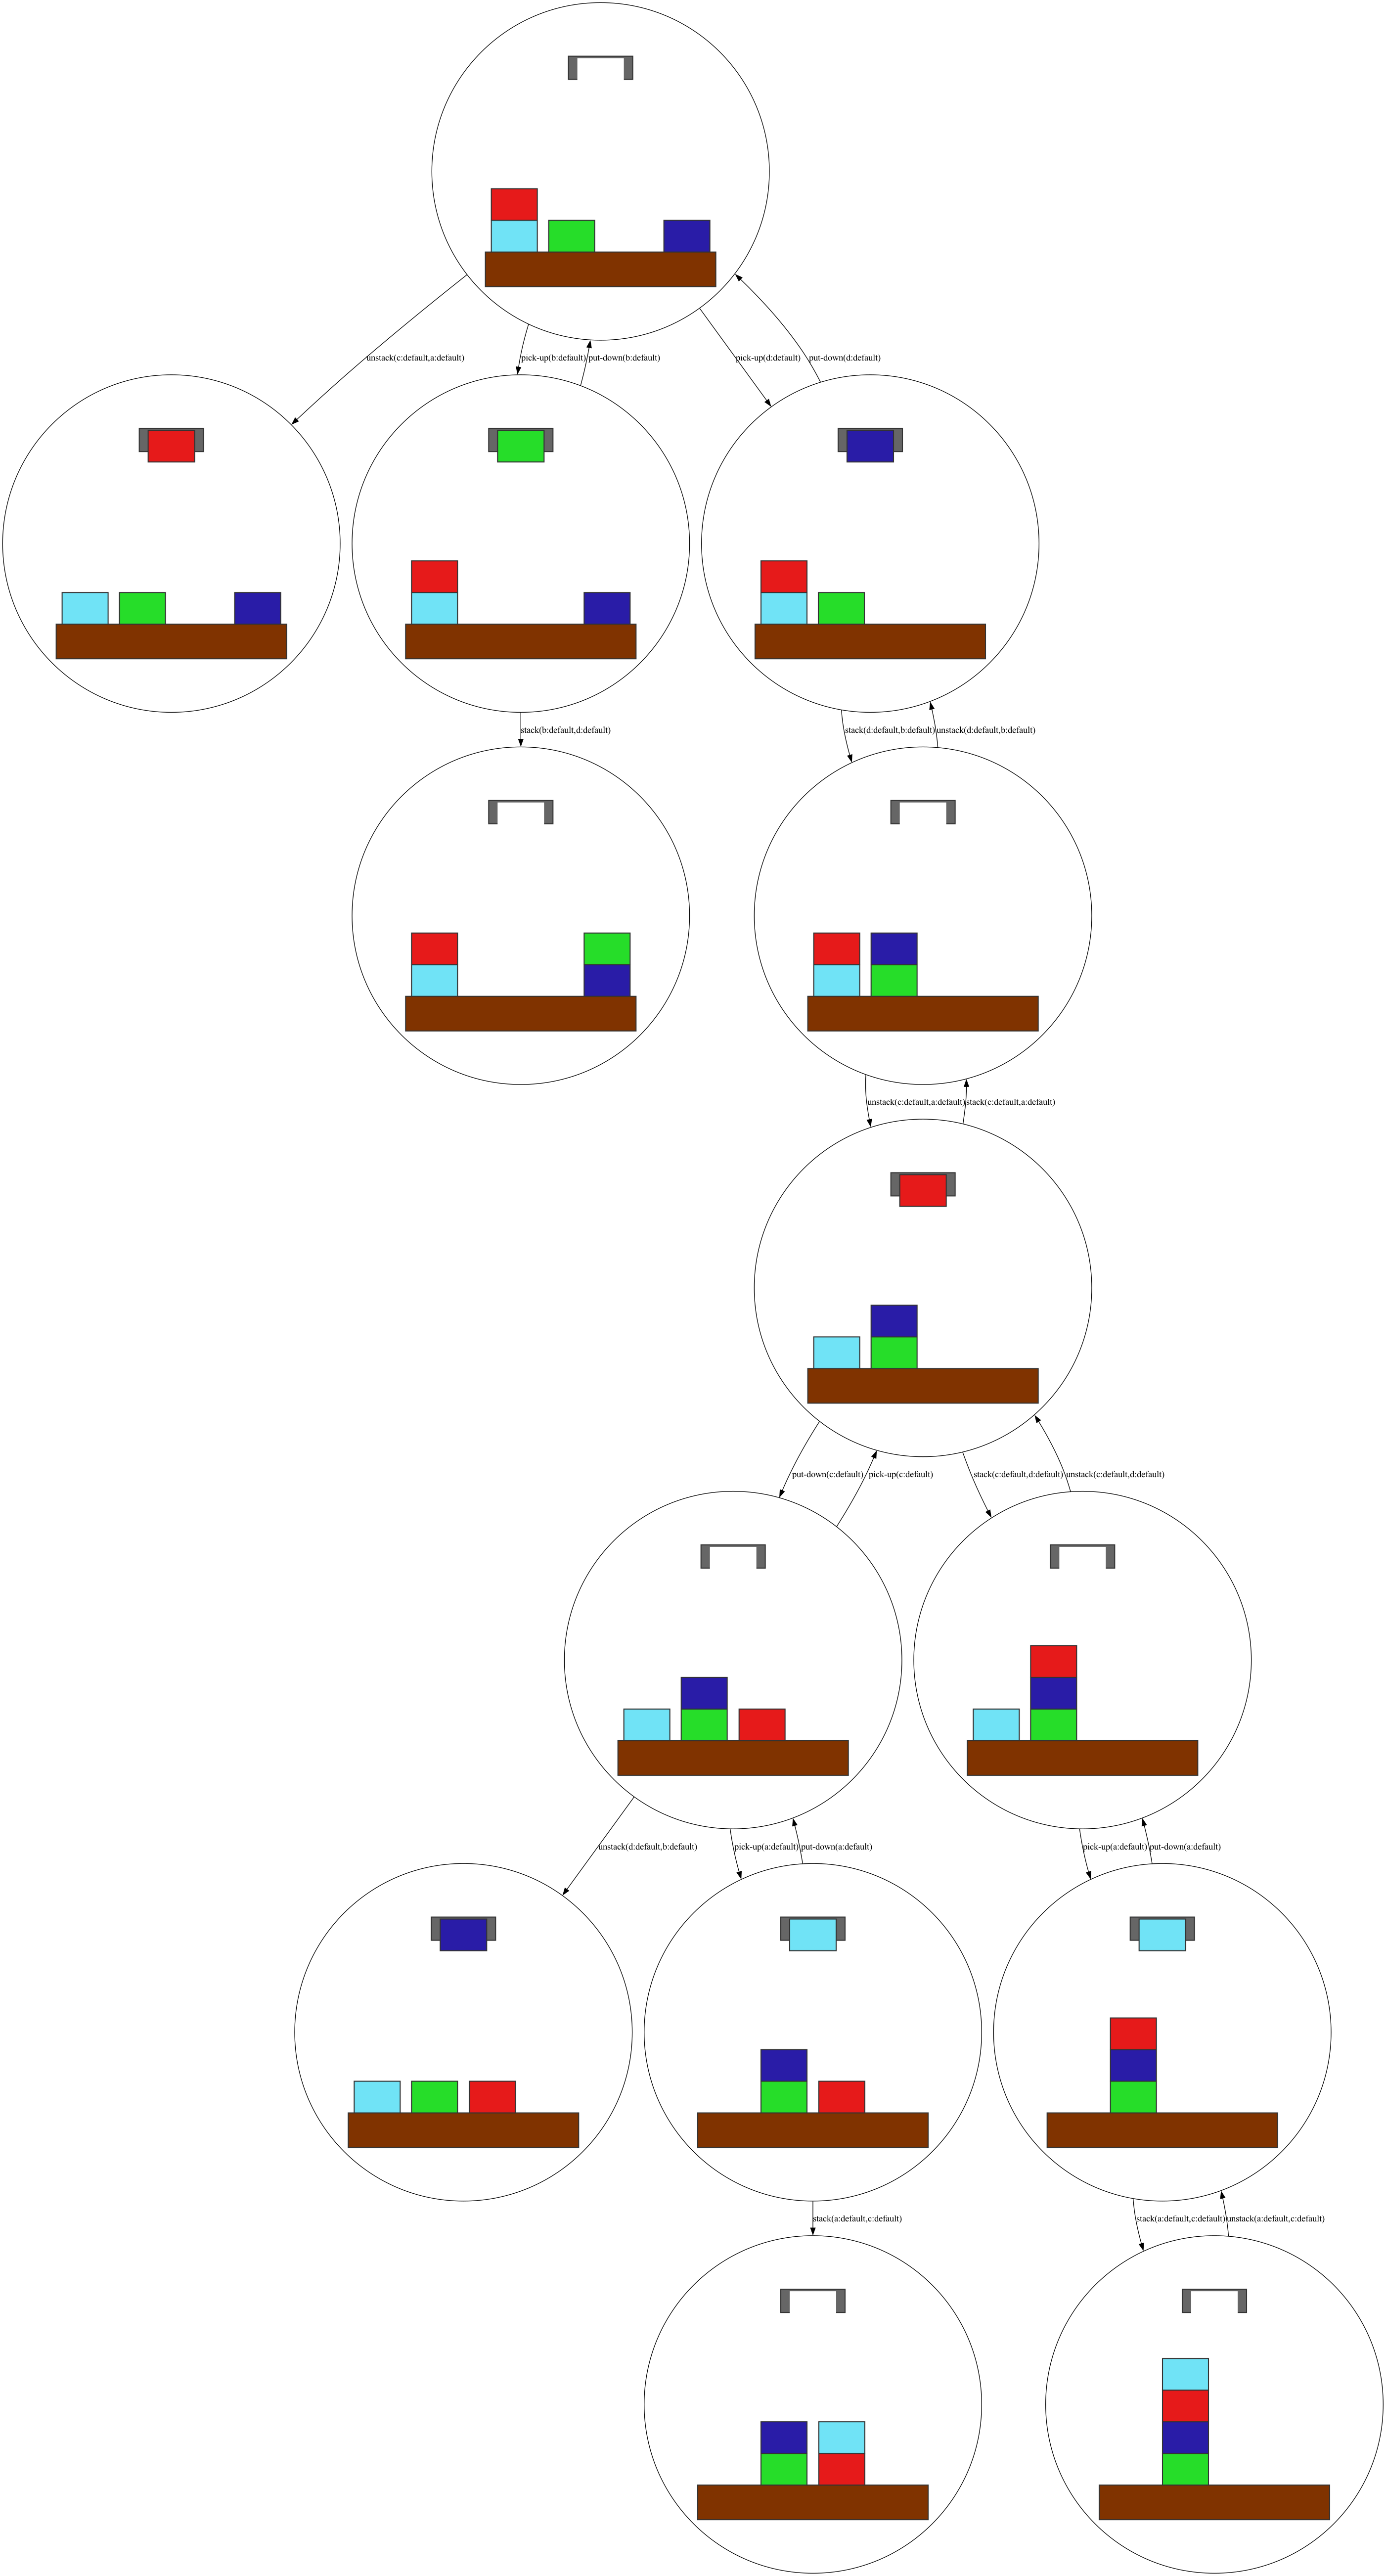 unstack(c:default,a:default)
pick-up(b:default)
put-down(b:default)
pick-up(d:default)
put-down(d:default)
stack(b:default,d:default)
stack(d:default,b:default)
unstack(d:default,b:default)
unstack(c:default,a:default)
stack(c:default,a:default)
put-down(c:default)
pick-up(c:default)
stack(c:default,d:default)
unstack(c:default,d:default)
unstack(d:default,b:default)
pick-up(a:default)
put-down(a:default)
pick-up(a:default)
put-down(a:default)
stack(a:default,c:default)
stack(a:default,c:default)
unstack(a:default,c:default)